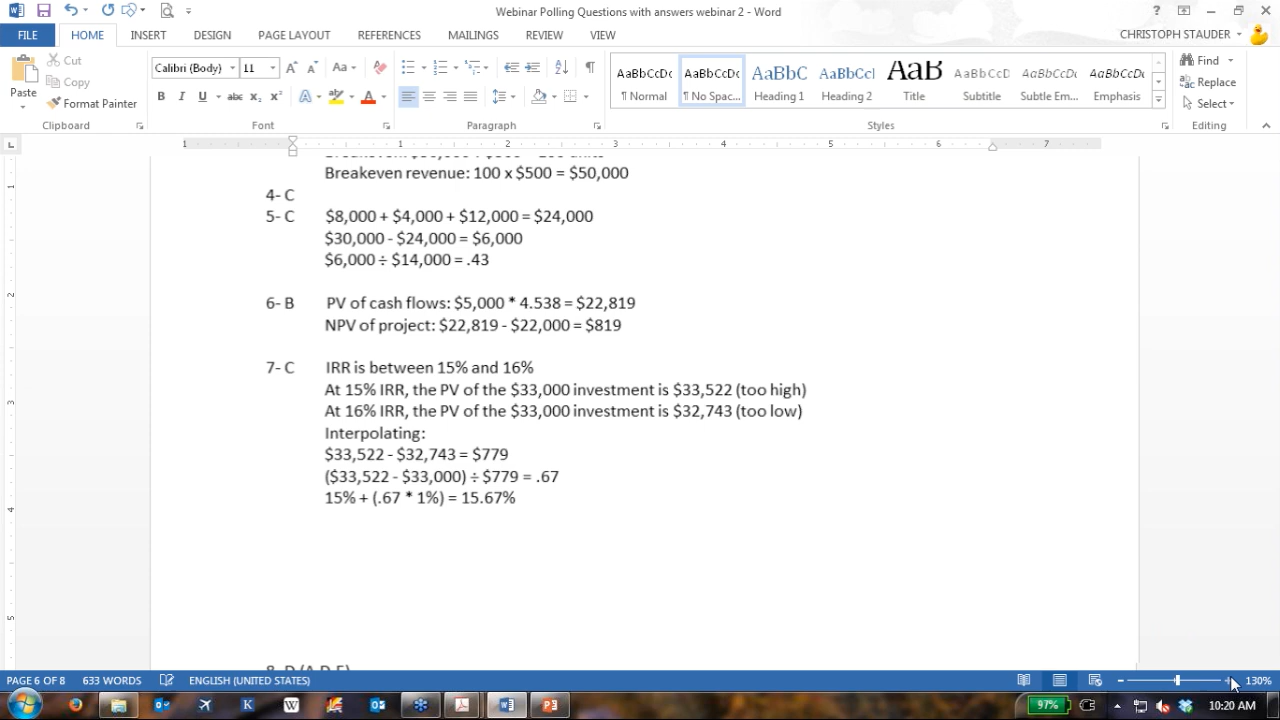 Webinar Polling Questions with answers webinar 2 - Word
FILE HOME INSERT DESIGN PAGE LAYOUT REFERENCES MAILINGS REVIEW VIEW CHRISTOPH STAUDER
Paste
Cut
Copy
Format Painter
Clipboard
Calibri (Body) 11
Font
Paragraph
AaBbCcDc AaBbCcDc AaBbC AaBbCcI AaB AaBbCcD AaBbCcDc AaBbCcDc
¶ Normal ¶ No Spac... Heading 1 Heading 2 Title Subtitle Subtle Em... Emphasis
Styles
Find
Replace
Select
Editing
1 1 2 3 4 5 6 7
Breakeven revenue: 100 x $500 = $50,000
4- C
5- C $8,000 + $4,000 + $12,000 = $24,000
$30,000 - $24,000 = $6,000
$6,000 ÷ $14,000 = .43
6- B PV of cash flows: $5,000 * 4.538 = $22,819
NPV of project: $22,819 - $22,000 = $819
7- C IRR is between 15% and 16%
At 15% IRR, the PV of the $33,000 investment is $33,522 (too high)
At 16% IRR, the PV of the $33,000 investment is $32,743 (too low)
Interpolating:
$33,522 - $32,743 = $779
($33,522 - $33,000) ÷ $779 = .67
15% + (.67 * 1%) = 15.67%
PAGE 6 OF 8 633 WORDS ENGLISH (UNITED STATES) 130%
97% 10:20 AM